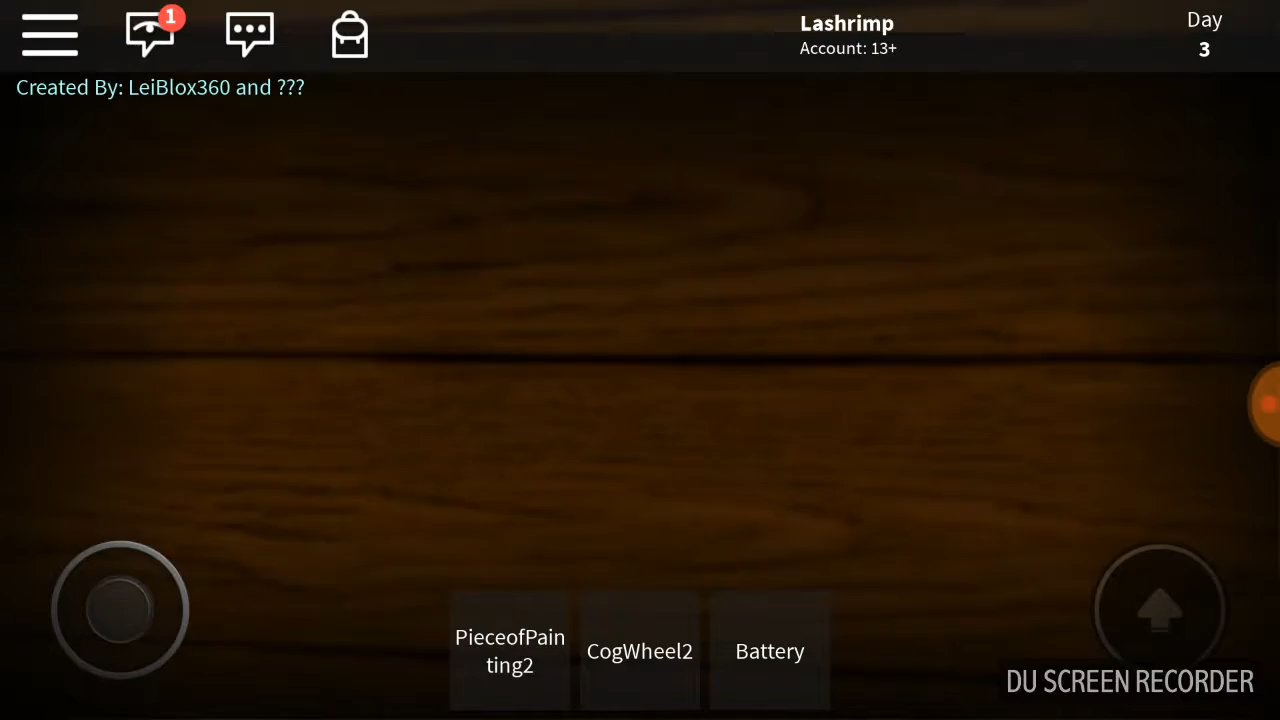 1
Lashrimp
Account: 13+
Day
3
Created By: LeiBlox360 and ???
PieceofPain
ting2
CogWheel2
Battery
DU SCREEN RECORDER